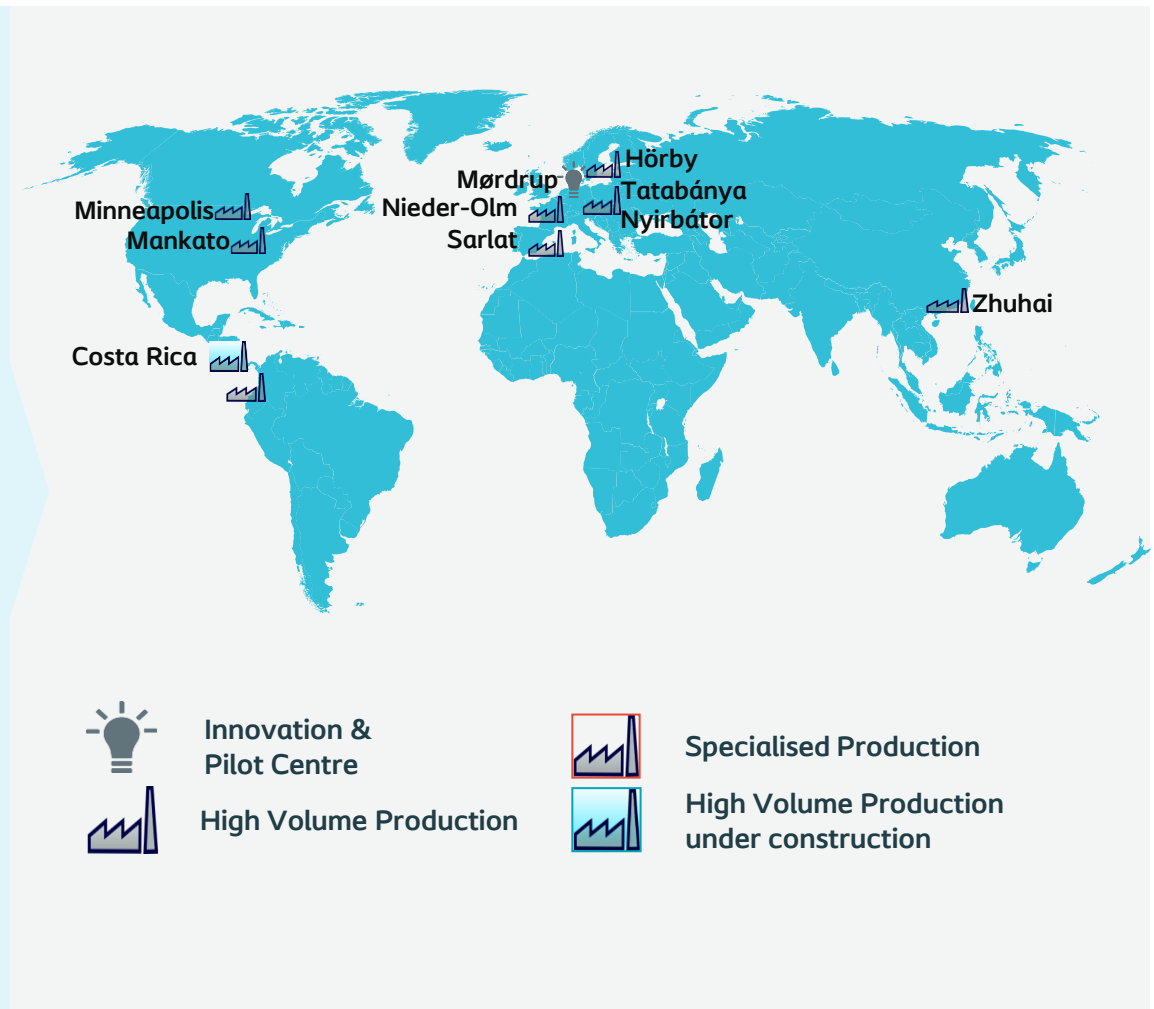 Hörby
Mørdrup
Tatabánya
Nieder-Olm
Minneapolis
Nyirbátor
Mankato
Sarlat
Zhuhai
Costa Rica
Innovation &
Pilot Centre
Specialised Production
High Volume Production
High Volume Production
under construction